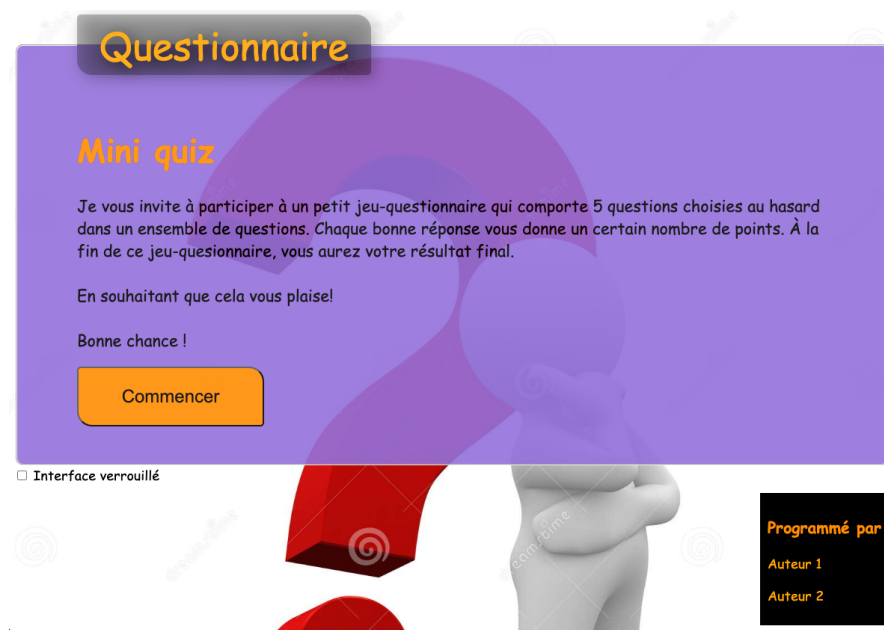 Questionnaire
Mini quiz
Je vous invite à participer à un petit jeu-questionnaire qui comporte 5 questions choisies au hasard
dans un ensemble de questions. Chaque bonne réponse vous donne un certain nombre de points. À la
fin de ce jeu-quesionnaire, vous aurez votre résultat final.
En souhaitant que cela vous plaise!
Bonne chance !
Commencer
Interface verrouillé
Programmé par
Auteur 1
Auteur 2
dreamstime
dreamstime